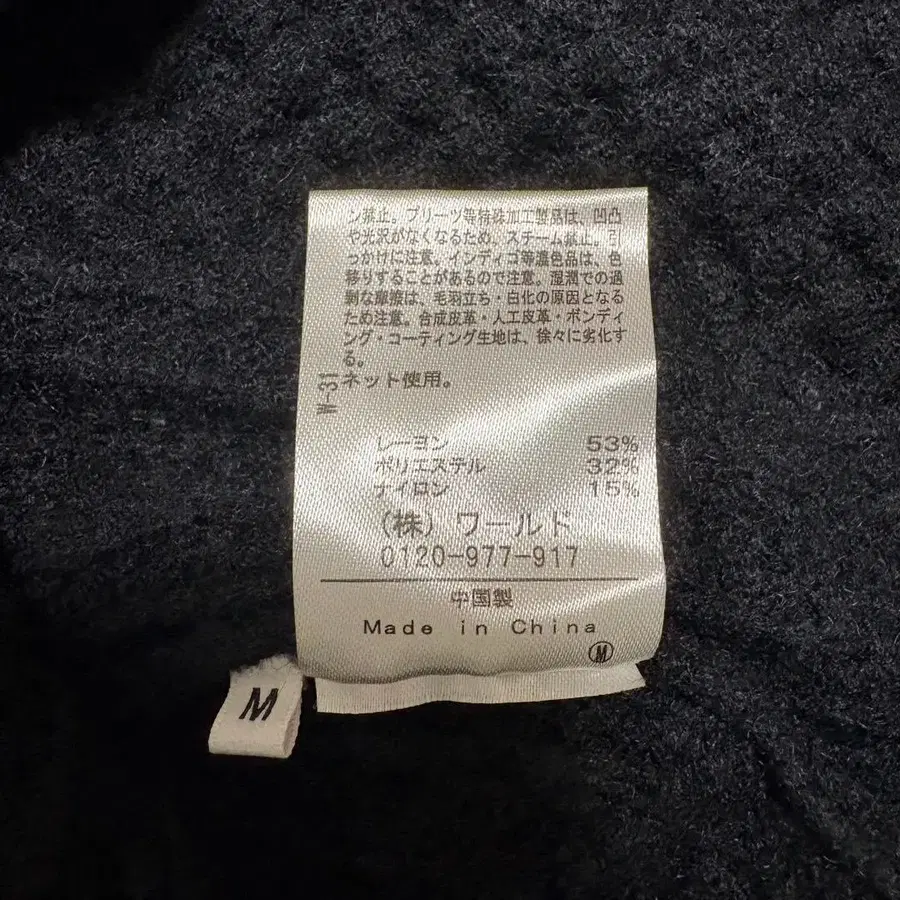 ン禁止。プリーツ等特殊加工製品は、凹凸
や光沢がなくなるため、スチーム禁止。引
っかけに注意。インディゴ等濃色品は、色
移りすることがあるので注意。湿潤での過
剰な摩擦は、毛羽立ち・白化の原因となる
ため注意。合成皮革・人工皮革・ボンディ
ング・コーティング生地は、徐々に劣化す
る。
ネット使用。
W-31
レーヨン 53%
ポリエステル 32%
ナイロン 15%
(株) ワールド
0120-977-917
中国製
Made in China
M
M